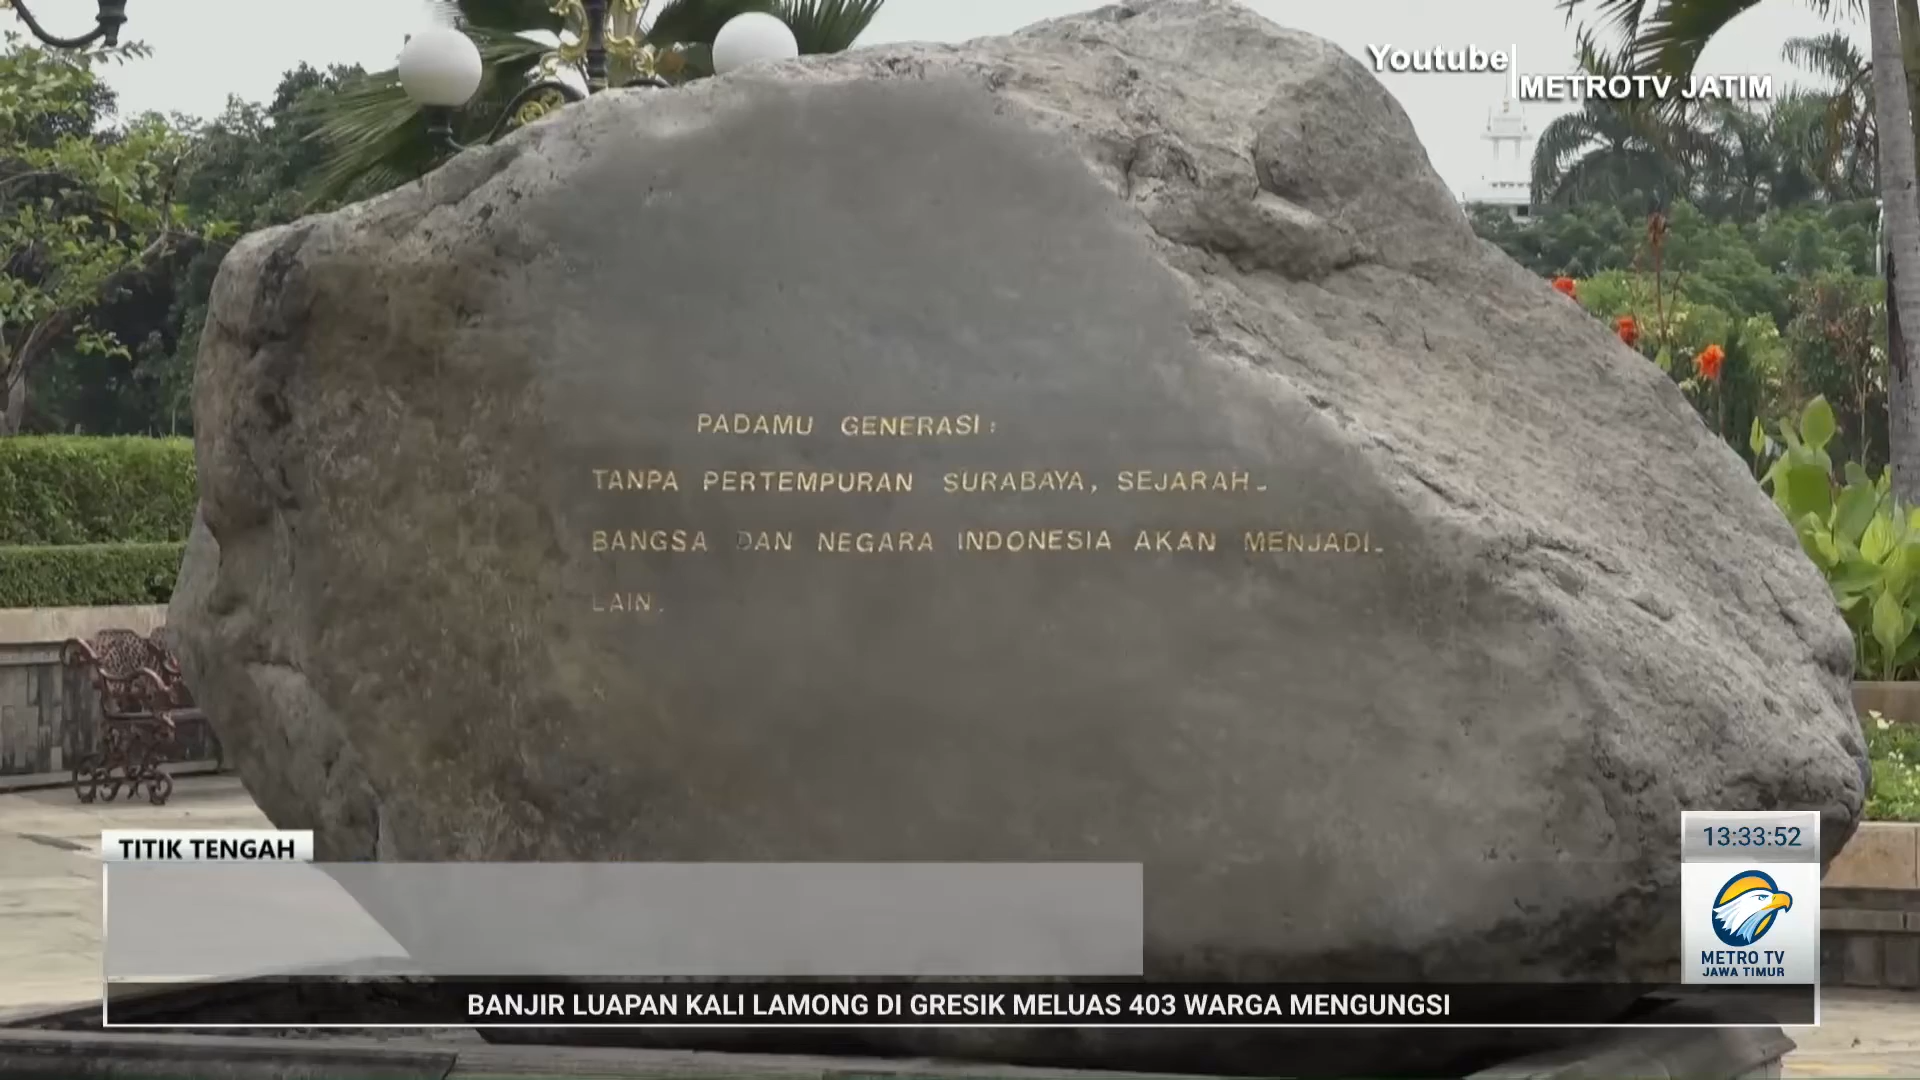 Youtube
METROTV JATIM
PADAMU GENERASI:
TANPA PERTEMPURAN SURABAYA, SEJARAH-
BANGSA DAN NEGARA INDONESIA AKAN MENJADI-
LAIN.
TITIK TENGAH
13:33:52
METRO TV
JAWA TIMUR
BANJIR LUAPAN KALI LAMONG DI GRESIK MELUAS 403 WARGA MENGUNGSI